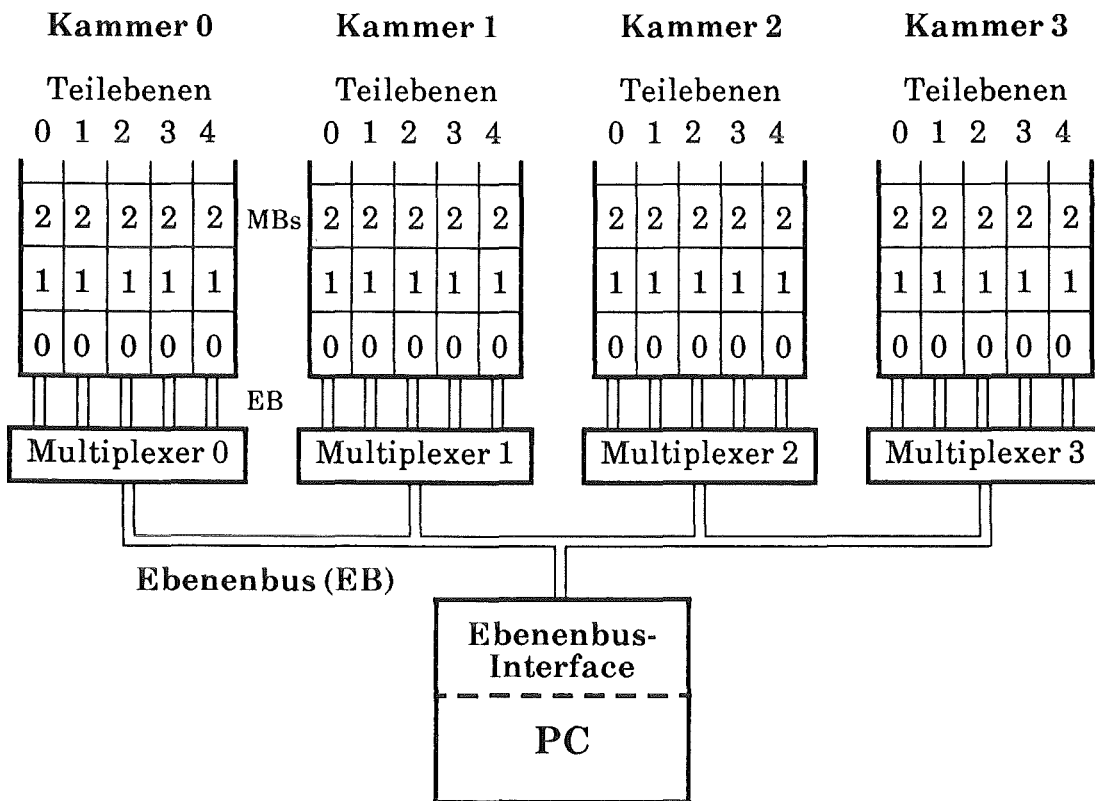 Kammer 0 Kammer 1 Kammer 2 Kammer 3
Teilebenen Teilebenen Teilebenen Teilebenen
0 1 2 3 4 0 1 2 3 4 0 1 2 3 4 0 1 2 3 4
2 2 2 2 2 MBs 2 2 2 2 2 2 2 2 2 2 2 2 2 2 2
1 1 1 1 1 1 1 1 1 1 1 1 1 1 1 1 1 1 1 1
0 0 0 0 0 0 0 0 0 0 0 0 0 0 0 0 0 0 0 0
EB
Multiplexer 0 Multiplexer 1 Multiplexer 2 Multiplexer 3
Ebenenbus (EB)
Ebenenbus-
Interface
PC